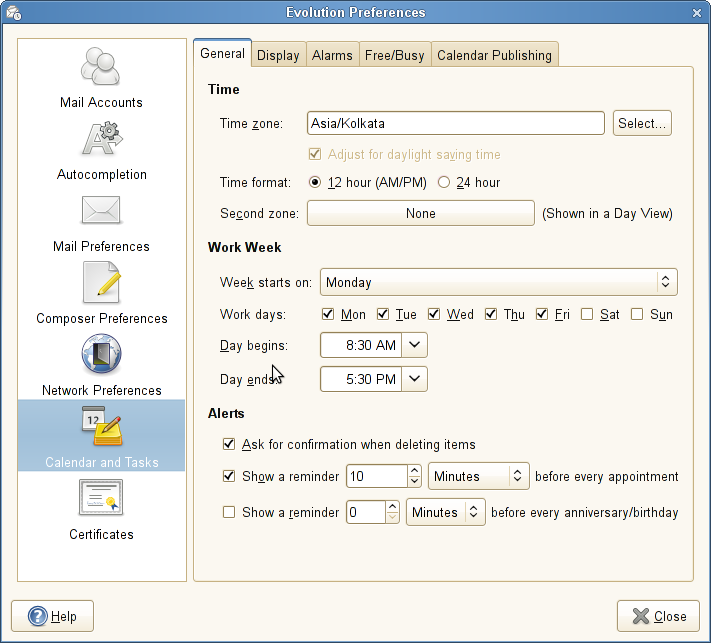 Evolution Preferences
Mail Accounts
Autocompletion
Mail Preferences
Composer Preferences
Network Preferences
12
Calendar and Tasks
Certificates
General Display Alarms Free/Busy Calendar Publishing
Time
Time zone: Asia/Kolkata Select...
Adjust for daylight saving time
Time format: 12 hour (AM/PM) 24 hour
Second zone: None (Shown in a Day View)
Work Week
Week starts on: Monday
Work days: Mon Tue Wed Thu Fri Sat Sun
Day begins: 8:30 AM
Day ends: 5:30 PM
Alerts
Ask for confirmation when deleting items
Show a reminder 10 Minutes before every appointment
Show a reminder 0 Minutes before every anniversary/birthday
Help Close